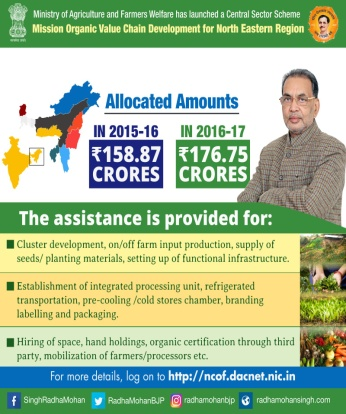 Ministry of Agriculture and Farmers Welfare has launched a Central Sector Scheme
Mission Organic Value Chain Development for North Eastern Region
Allocated Amounts
IN 2015-16
₹158.87
CRORES
IN 2016-17
₹176.75
CRORES
The assistance is provided for:
Cluster development, on/off farm input production, supply of
seeds/ planting materials, setting up of functional infrastructure.
Establishment of integrated processing unit, refrigerated
transportation, pre-cooling /cold stores chamber, branding
labelling and packaging.
Hiring of space, hand holdings, organic certification through third
party, mobilization of farmers/processors etc.
For more details, log on to http://ncof.dacnet.nic.in
SinghRadhaMohan
RadhaMohanBJP
radhamohanbjp
radhamohansingh.com